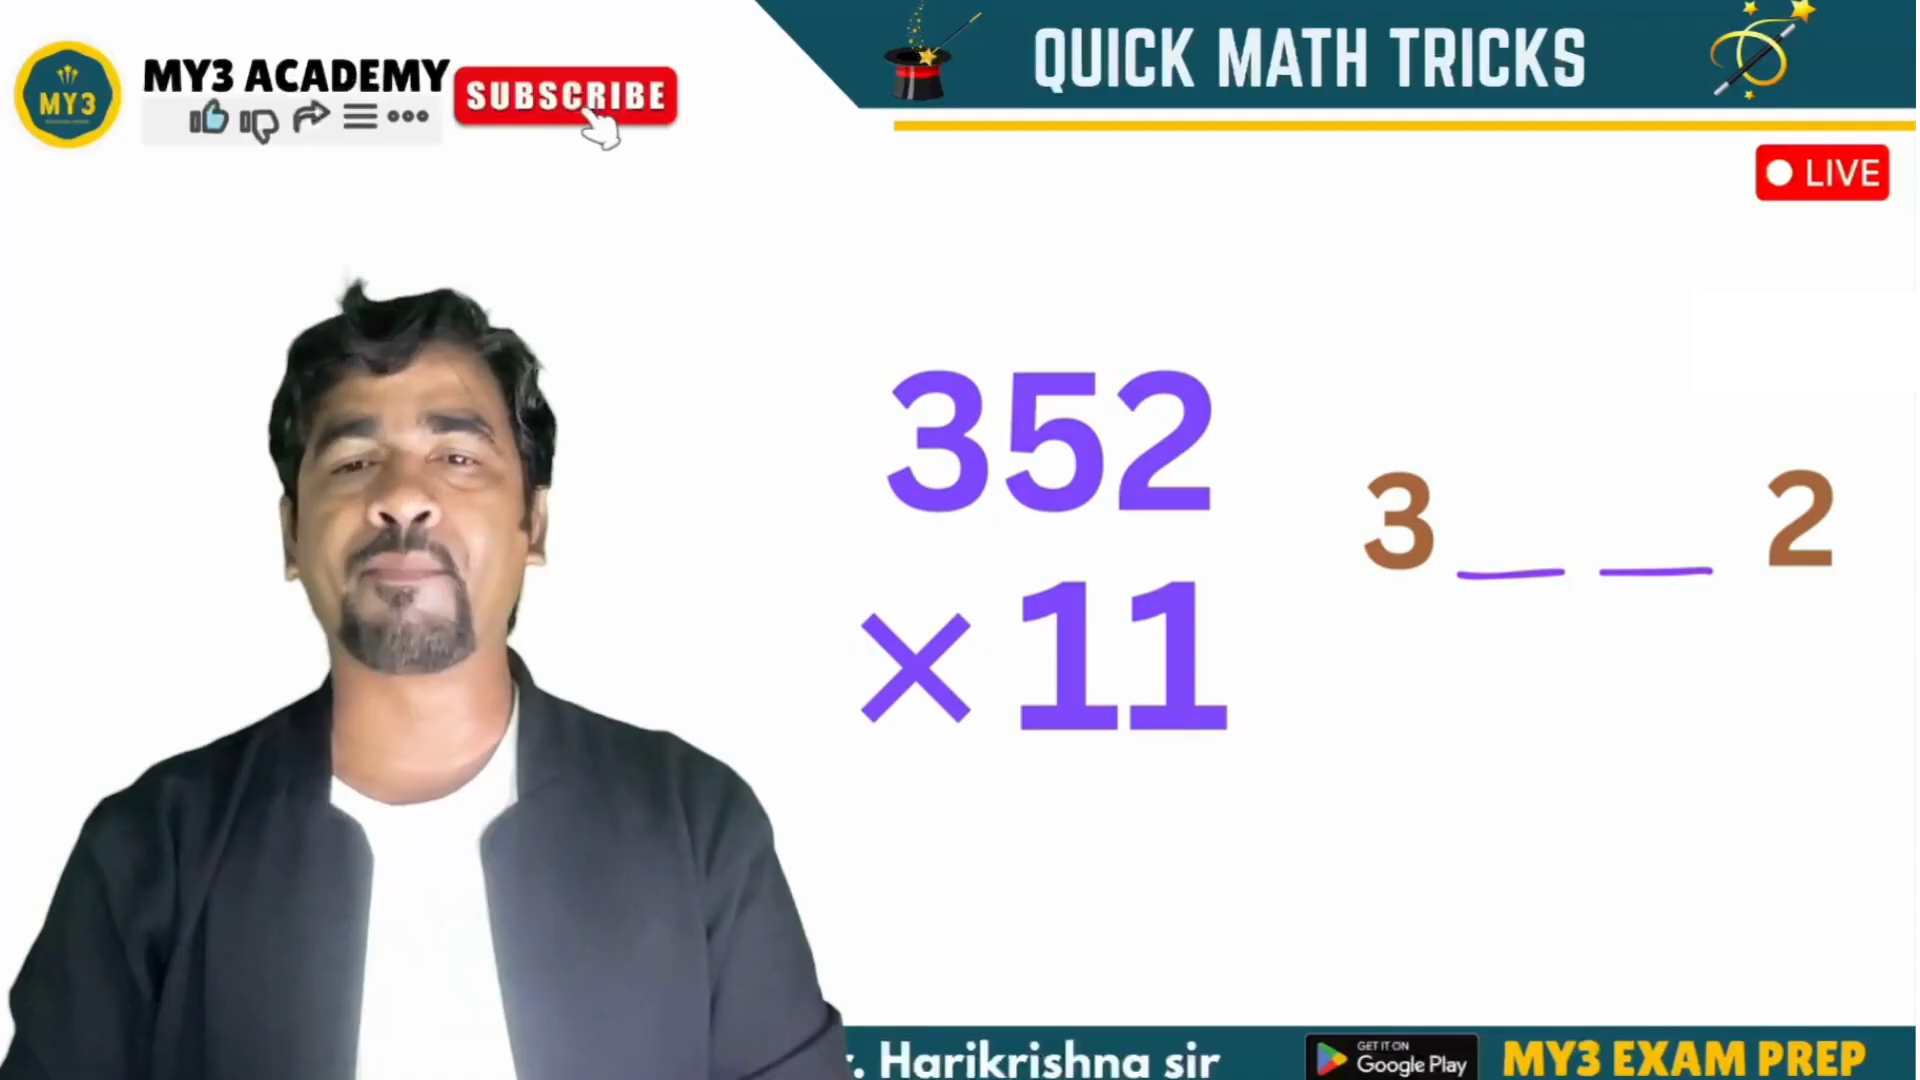 MY3 ACADEMY
MY3
SUBSCRIBE
QUICK MATH TRICKS
LIVE
352
×11
3 _ _ 2
r. Harikrishna sir
GET IT ON
Google Play
MY3 EXAM PREP